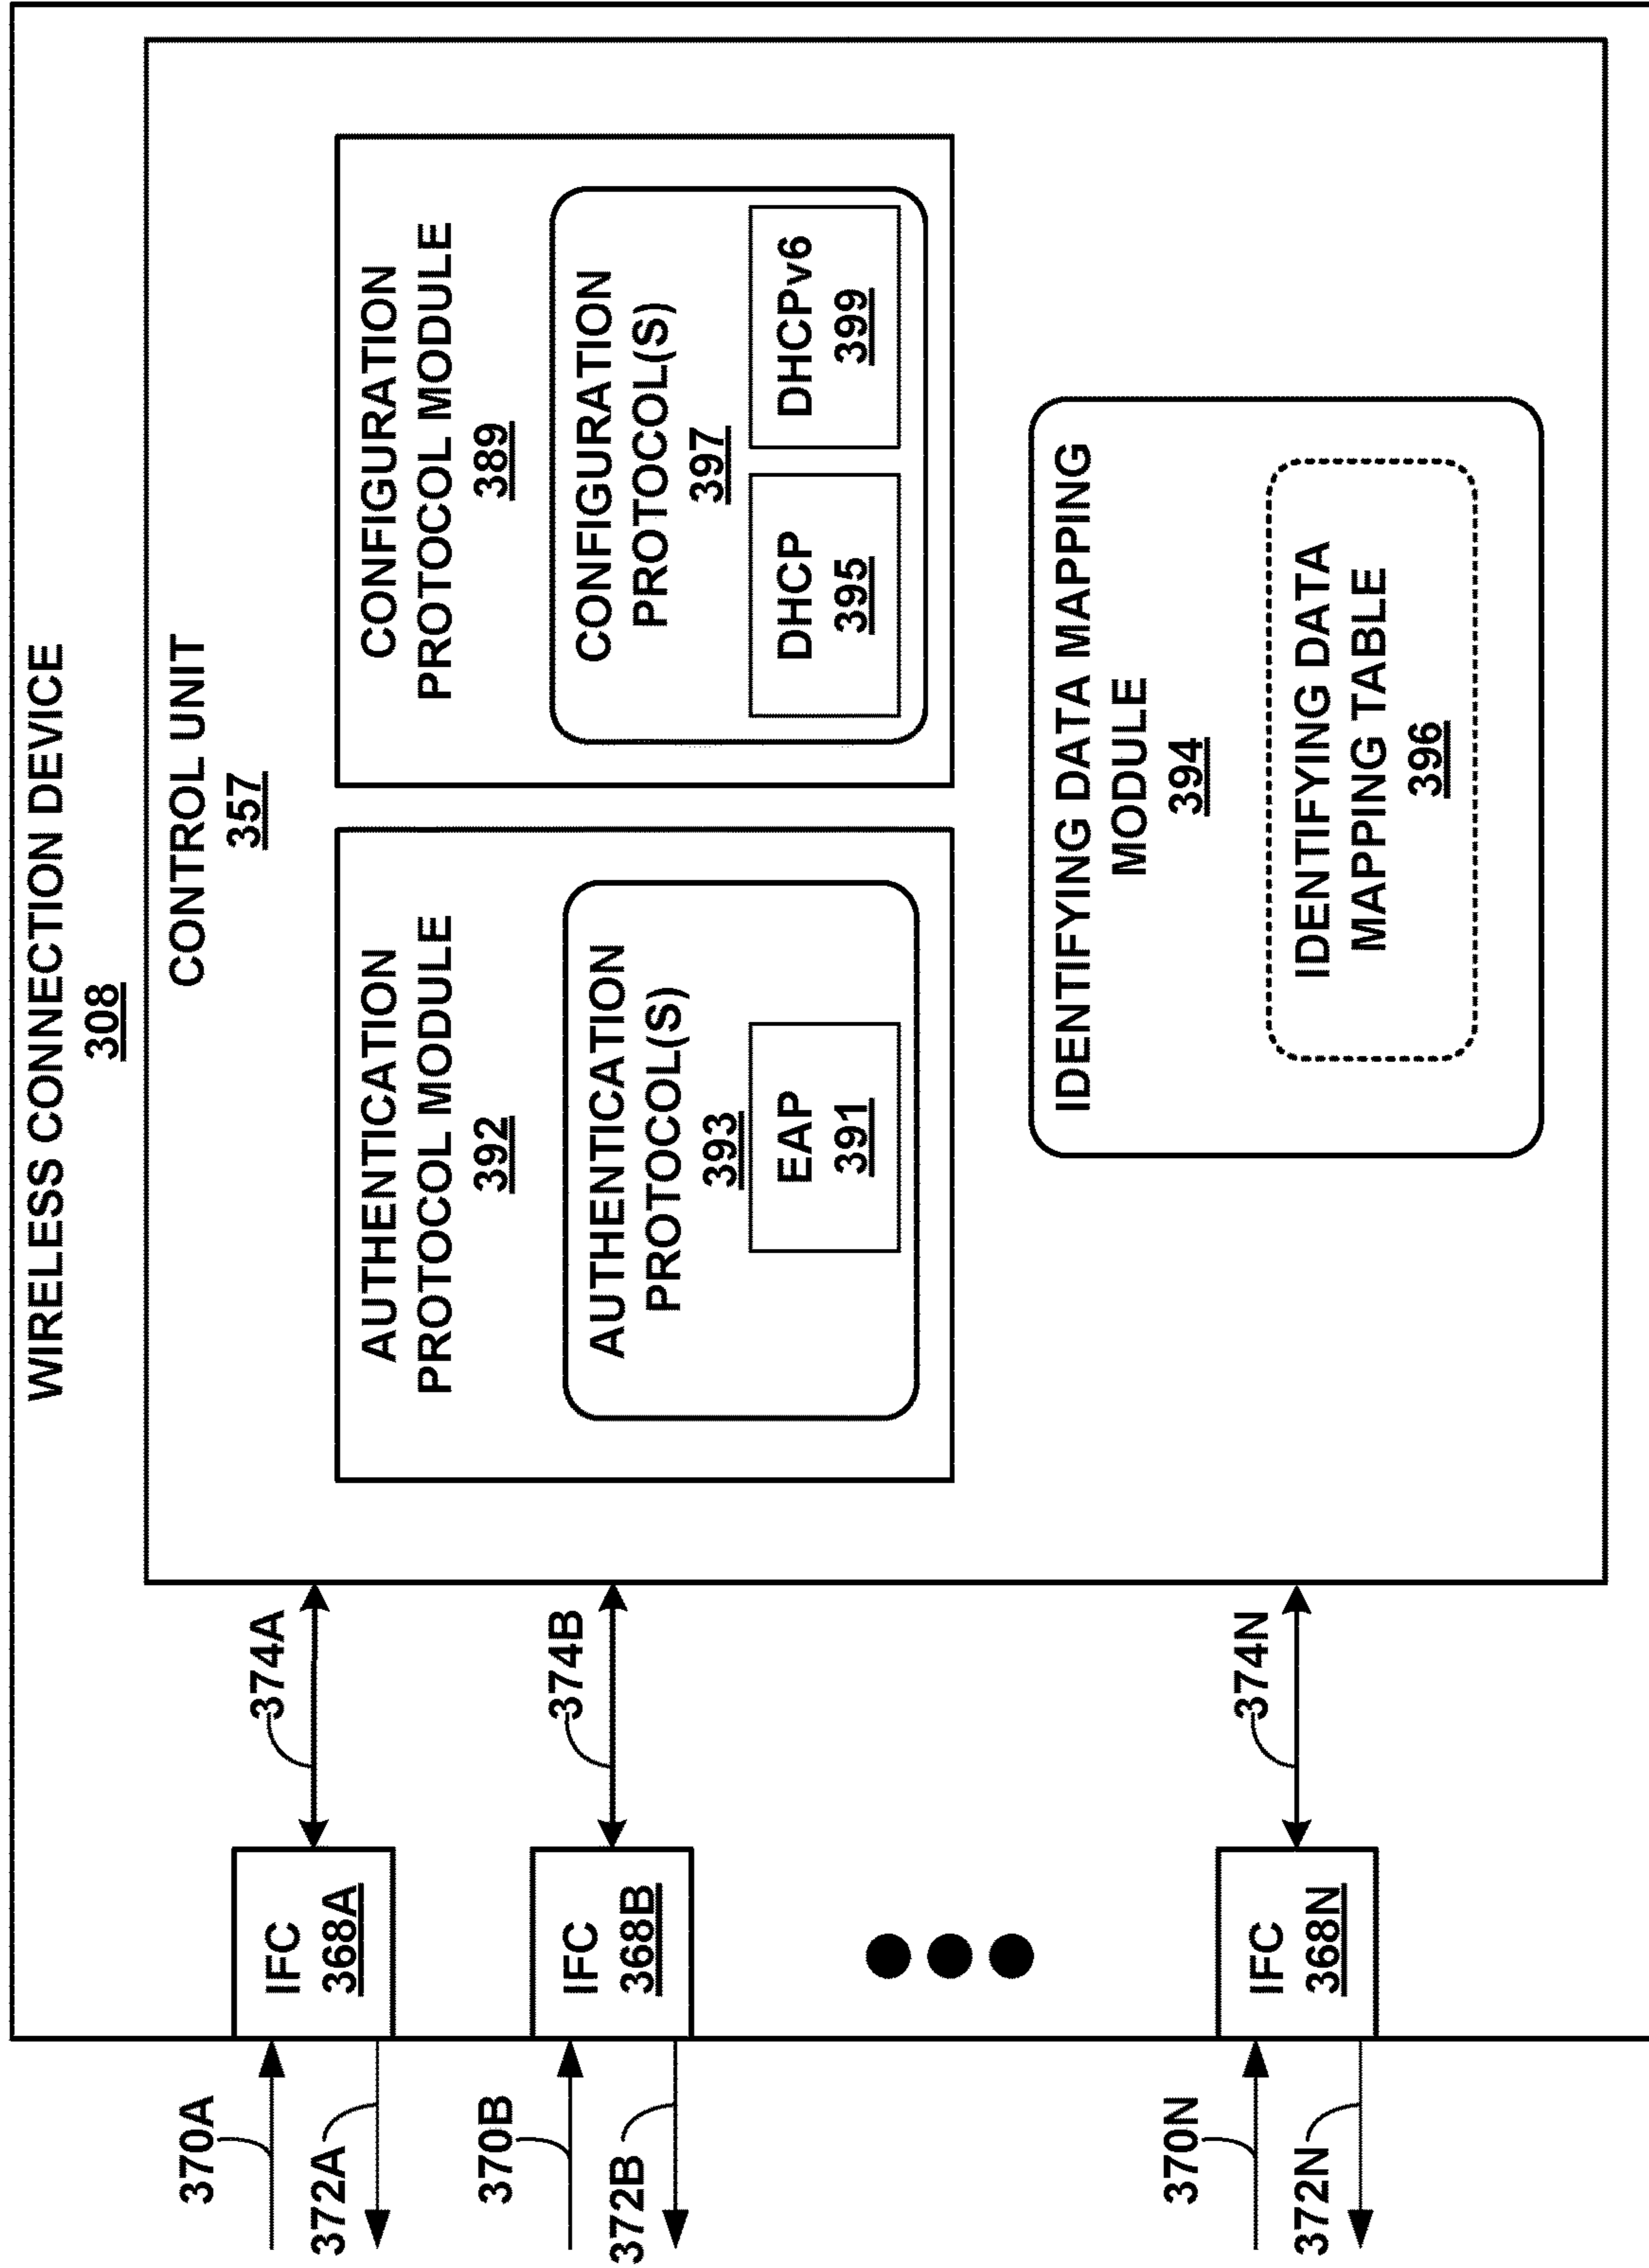 WIRELESS CONNECTION DEVICE
308
CONTROL UNIT
357
AUTHENTICATION
PROTOCOL MODULE
392
AUTHENTICATION
PROTOCOL(S)
393
EAP
391
CONFIGURATION
PROTOCOL MODULE
389
CONFIGURATION
PROTOCOL(S)
397
DHCP
395
DHCPv6
399
IDENTIFYING DATA MAPPING
MODULE
394
IDENTIFYING DATA
MAPPING TABLE
396
370A
372A
IFC
368A
374A
370B
372B
IFC
368B
374B
370N
372N
IFC
368N
374N